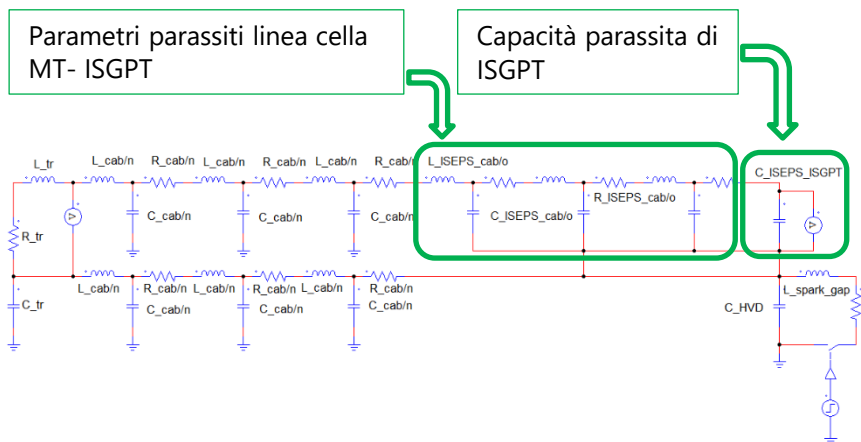 Parametri parassiti linea cella
MT- ISGPT
Capacità parassita di
ISGPT
L_tr
L_cab/n
R_cab/n
L_cab/n
R_cab/n
L_cab/n
R_cab/n
L_ISEPS_cab/o
C_ISEPS_ISGPT
C_cab/n
C_cab/n
C_cab/n
C_ISEPS_cab/o
R_ISEPS_cab/o
V
V
R_tr
L_cab/n
R_cab/n
L_cab/n
R_cab/n
L_cab/n
R_cab/n
L_spark_gap
C_tr
C_cab/n
C_cab/n
C_cab/n
C_HVD